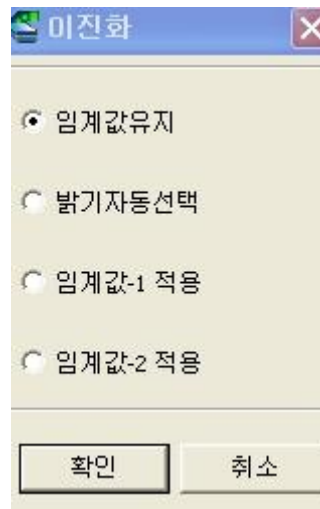 이진화
임계값유지
밝기자동선택
임계값-1 적용
임계값-2 적용
확인 취소